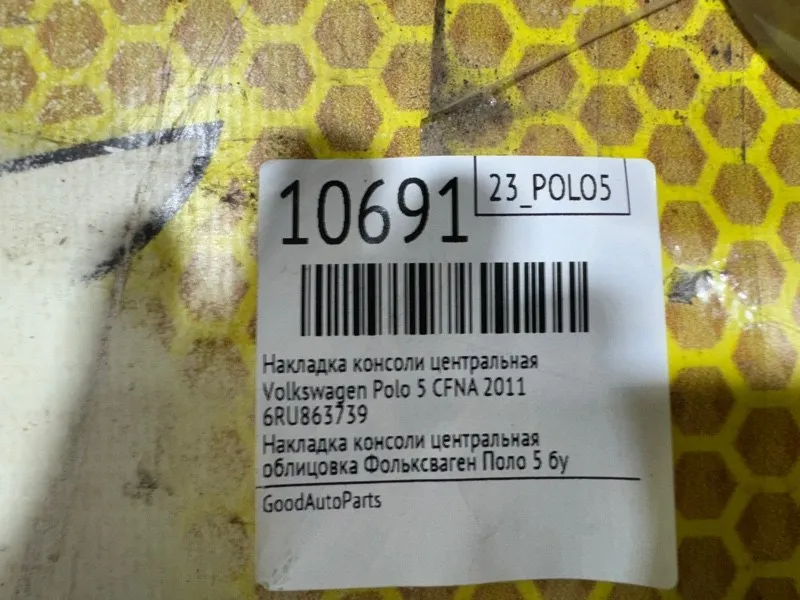 10691
23_POLO5
Накладка консоли центральная
Volkswagen Polo 5 CFNA 2011
6RU863739
Накладка консоли центральная
облицовка Фольксваген Поло 5 бу
GoodAutoParts